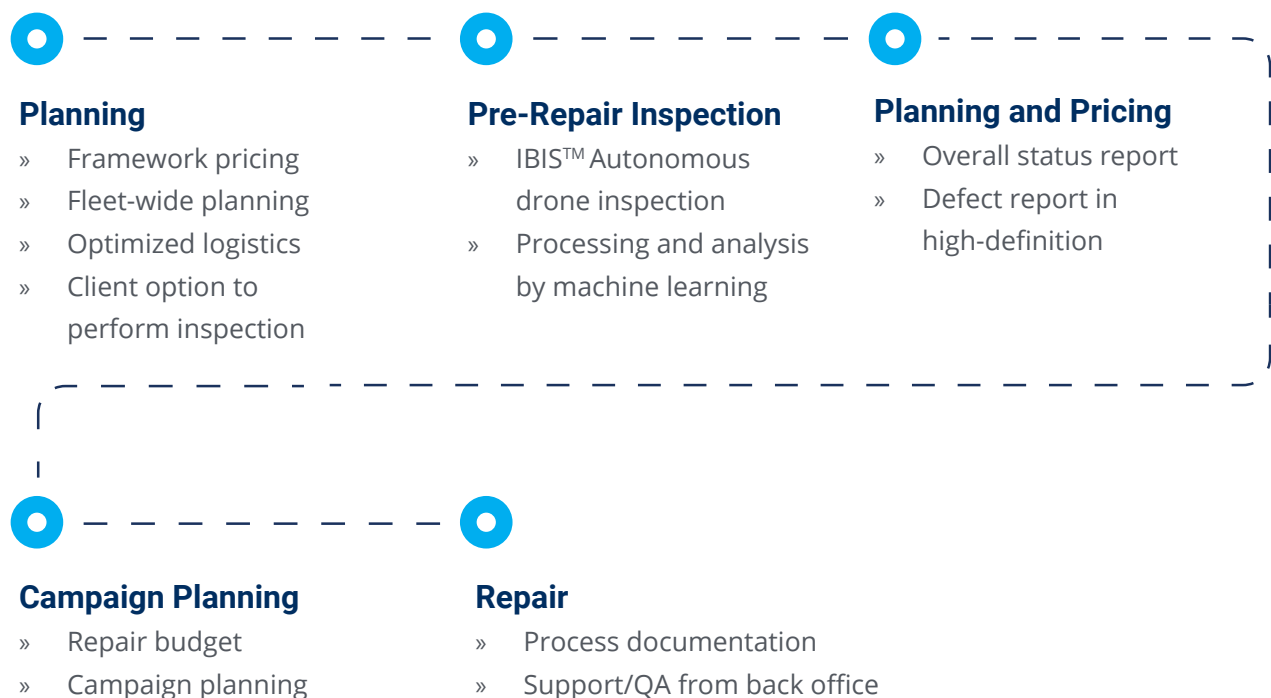 Planning
» Framework pricing
» Fleet-wide planning
» Optimized logistics
» Client option to
perform inspection
Pre-Repair Inspection
» IBIS™ Autonomous
drone inspection
» Processing and analysis
by machine learning
Planning and Pricing
» Overall status report
» Defect report in
high-definition
Campaign Planning
» Repair budget
» Campaign planning
Repair
» Process documentation
» Support/QA from back office